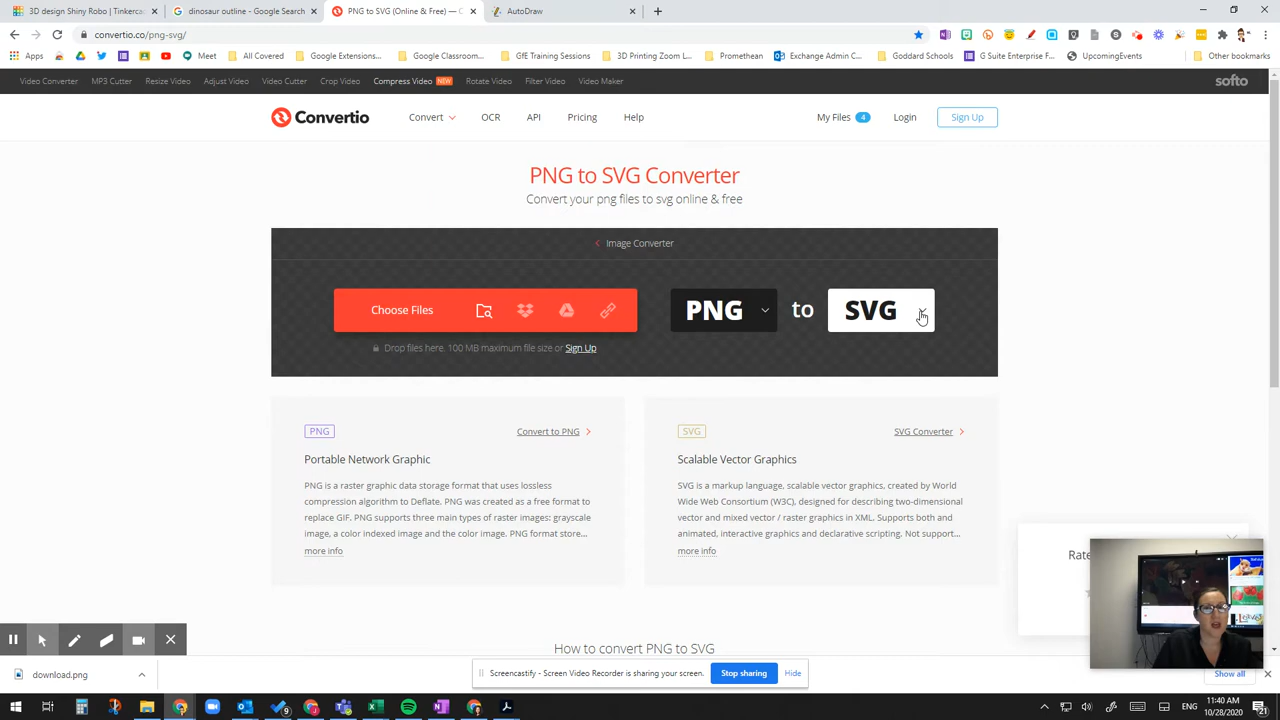 3D design Shiny Robo | Tinkerca
dinosaur outline - Google Search
PNG to SVG (Online & Free) — C
AutoDraw
convertio.co/png-svg/
Apps
Meet
All Covered
Google Extensions...
Google Classroom...
GfE Training Sessions
3D Printing Zoom L...
Promethean
Exchange Admin C...
Goddard Schools
G Suite Enterprise F...
UpcomingEvents
Other bookmarks
Video Converter
MP3 Cutter
Resize Video
Adjust Video
Video Cutter
Crop Video
Compress Video NEW
Rotate Video
Filter Video
Video Maker
softo
Convertio
Convert
OCR
API
Pricing
Help
My Files 4
Login
Sign Up
PNG to SVG Converter
Convert your png files to svg online & free
Image Converter
Choose Files
PNG to SVG
Drop files here. 100 MB maximum file size or Sign Up
PNG
Convert to PNG
Portable Network Graphic
PNG is a raster graphic data storage format that uses lossless
compression algorithm to Deflate. PNG was created as a free format to
replace GIF. PNG supports three main types of raster images: grayscale
image, a color indexed image and the color image. PNG format store...
more info
SVG
SVG Converter
Scalable Vector Graphics
SVG is a markup language, scalable vector graphics, created by World
Wide Web Consortium (W3C), designed for describing two-dimensional
vector and mixed vector / raster graphics in XML. Supports both and
animated, interactive graphics and declarative scripting. Not support...
more info
Rate
How to convert PNG to SVG
download.png
Screencastify - Screen Video Recorder is sharing your screen.
Stop sharing
Hide
Show all
ENG
11:40 AM
10/28/2020
21